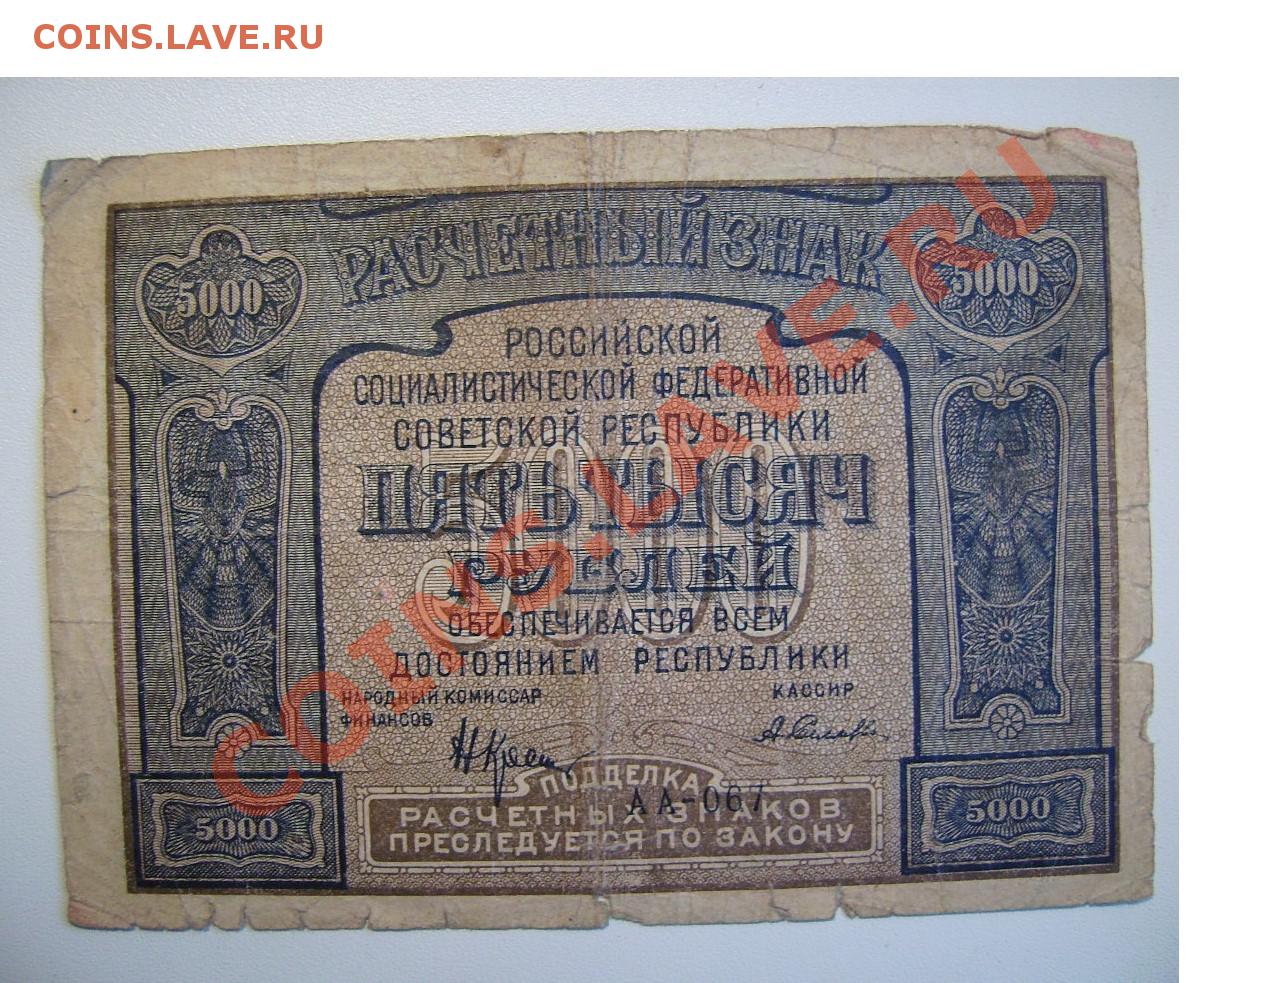 COINS.LAVE.RU
РАСЧЕТНЫЙ ЗНАК
5000
5000
РОССИЙСКОЙ
СОЦИАЛИСТИЧЕСКОЙ ФЕДЕРАТИВНОЙ
СОВЕТСКОЙ РЕСПУБЛИКИ
5000
ПЯТЬ ТЫСЯЧ
РУБЛЕЙ
ОБЕСПЕЧИВАЕТСЯ ВСЕМ
ДОСТОЯНИЕМ РЕСПУБЛИКИ
НАРОДНЫЙ КОМИССАР
ФИНАНСОВ
КАССИР
ПОДДЕЛКА
АА-067
РАСЧЕТНЫХ ЗНАКОВ
ПРЕСЛЕДУЕТСЯ ПО ЗАКОНУ
5000
5000
COINS.LAVE.RU